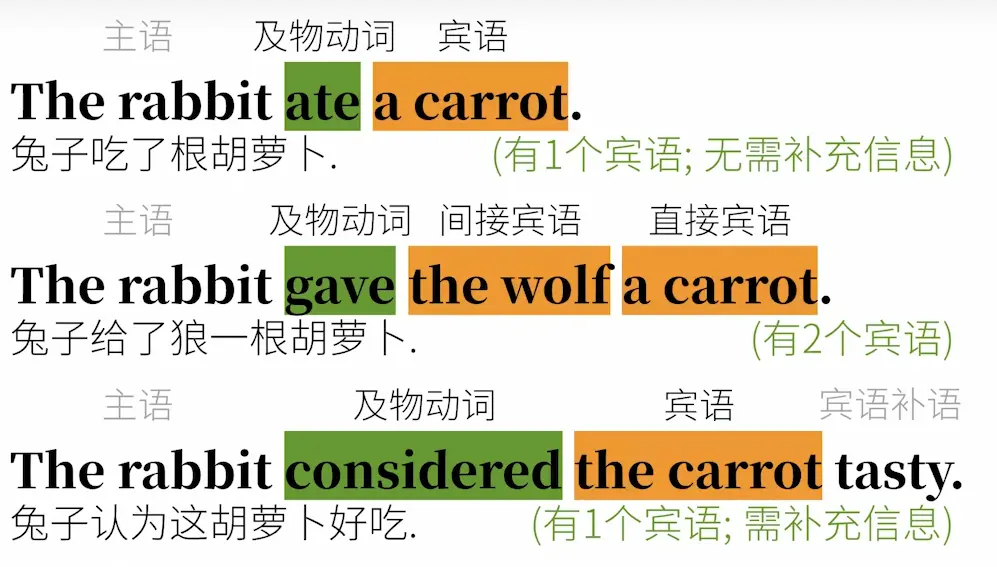 主语 及物动词 宾语
The rabbit ate a carrot.
兔子吃了根胡萝卜. (有1个宾语; 无需补充信息)
主语 及物动词 间接宾语 直接宾语
The rabbit gave the wolf a carrot.
兔子给了狼一根胡萝卜. (有2个宾语)
主语 及物动词 宾语 宾语补语
The rabbit considered the carrot tasty.
兔子认为这胡萝卜好吃. (有1个宾语; 需补充信息)